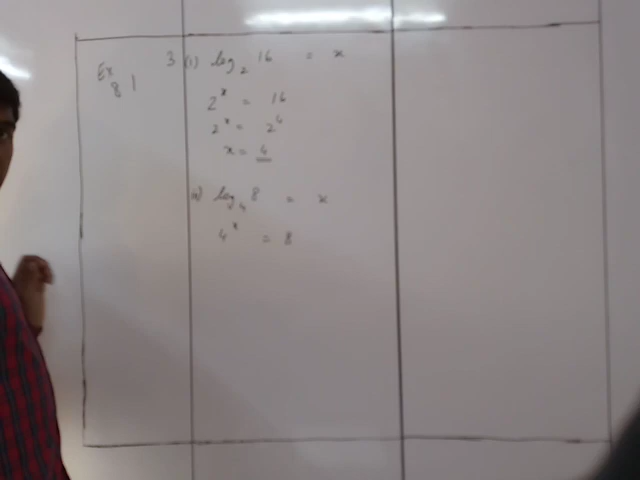 Ex 8.1
3 (i) log₂ 16 = x
2ˣ = 16
2ˣ = 2⁴
x = 4
ii) log₄ 8 = x
4ˣ = 8